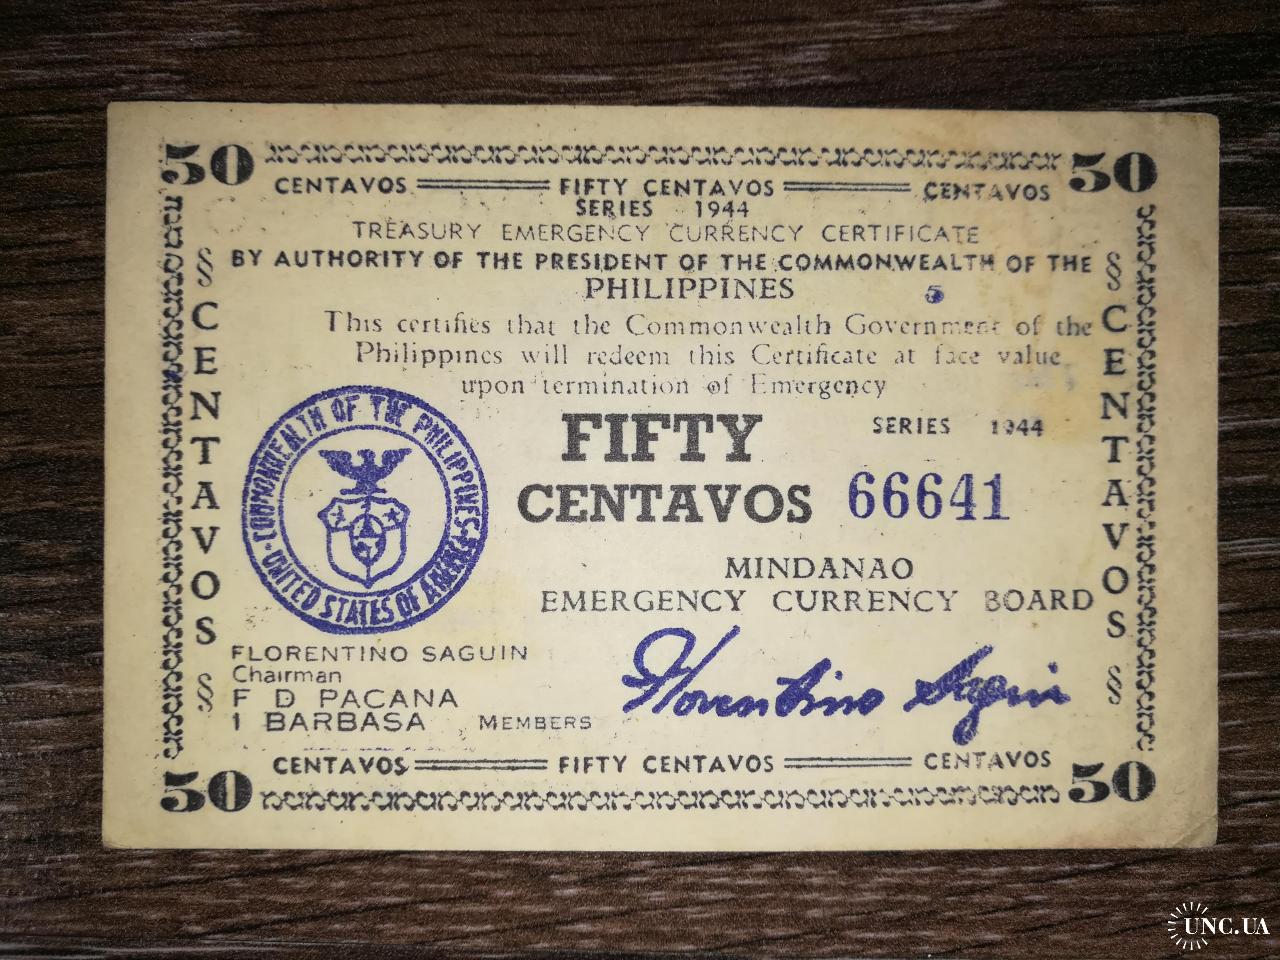 50 50
CENTAVOS FIFTY CENTAVOS CENTAVOS
SERIES 1944
TREASURY EMERGENCY CURRENCY CERTIFICATE
BY AUTHORITY OF THE PRESIDENT OF THE COMMONWEALTH OF THE
PHILIPPINES 5
This certifies that the Commonwealth Government of the
Philippines will redeem this Certificate at face value
upon termination of Emergency
§ CENTAVOS §
§ CENTAVOS §
COMMONWEALTH OF THE PHILIPPINES
UNITED STATES OF AMERICA
FIFTY SERIES 1944
CENTAVOS 66641
MINDANAO
EMERGENCY CURRENCY BOARD
FLORENTINO SAGUIN
Chairman
F D PACANA
1 BARBASA MEMBERS
Florentino Saguin
CENTAVOS FIFTY CENTAVOS CENTAVOS
50 50
UNC.UA